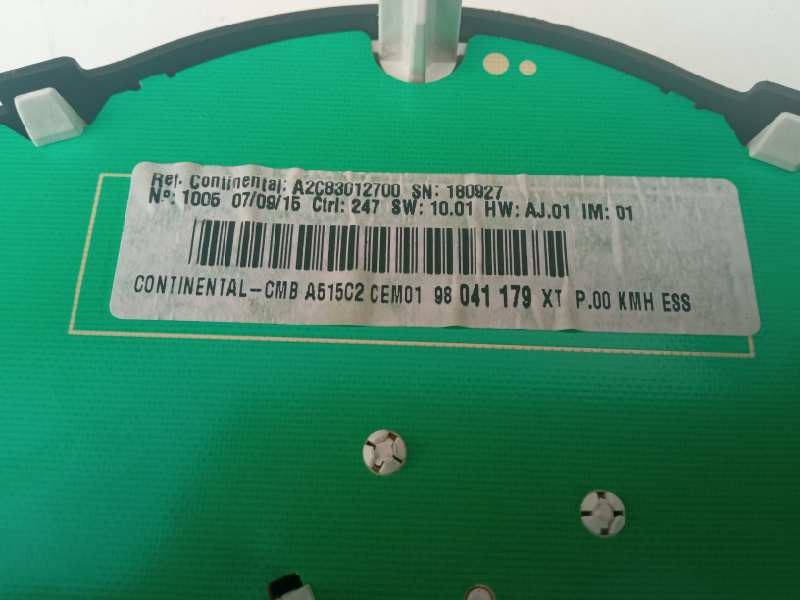 Ref. Continental: A2C83012700 SN: 180927
Nº: 1005 07/09/15 Ctrl: 247 SW: 10.01 HW: AJ.01 IM: 01
CONTINENTAL-CMB A515C2 CEM01 98 041 179 XT P.00 KMH ESS